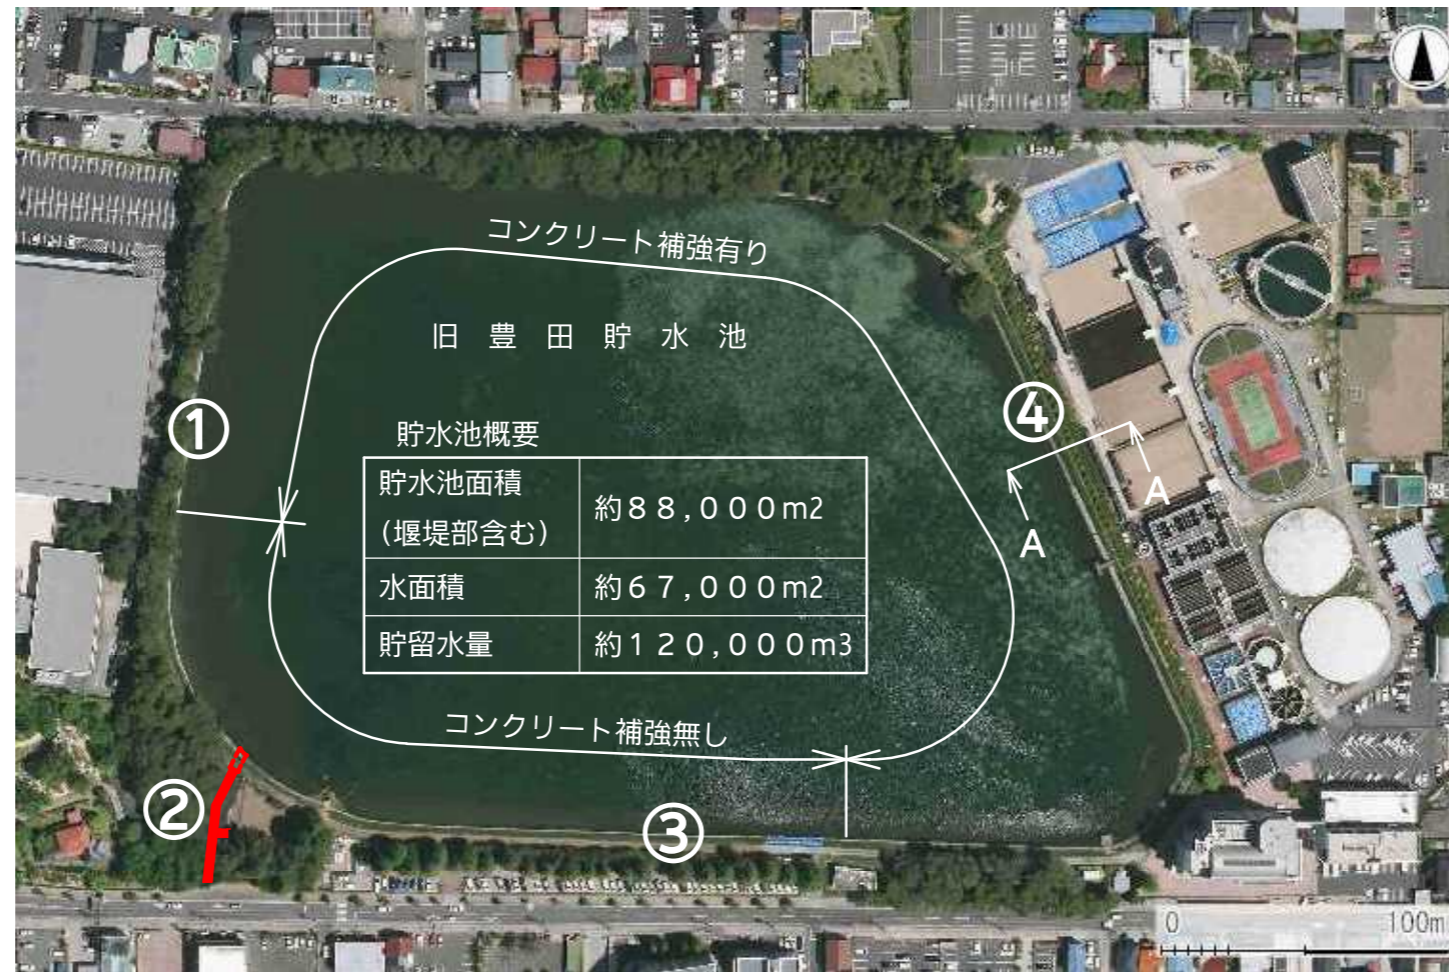 コンクリート補強有り
旧豊田貯水池
①
④
貯水池概要
貯水池面積
(堰堤部含む)
約88,000m2
水面積
約67,000m2
貯留水量
約120,000m3
A
A
コンクリート補強無し
②
③
0 100m